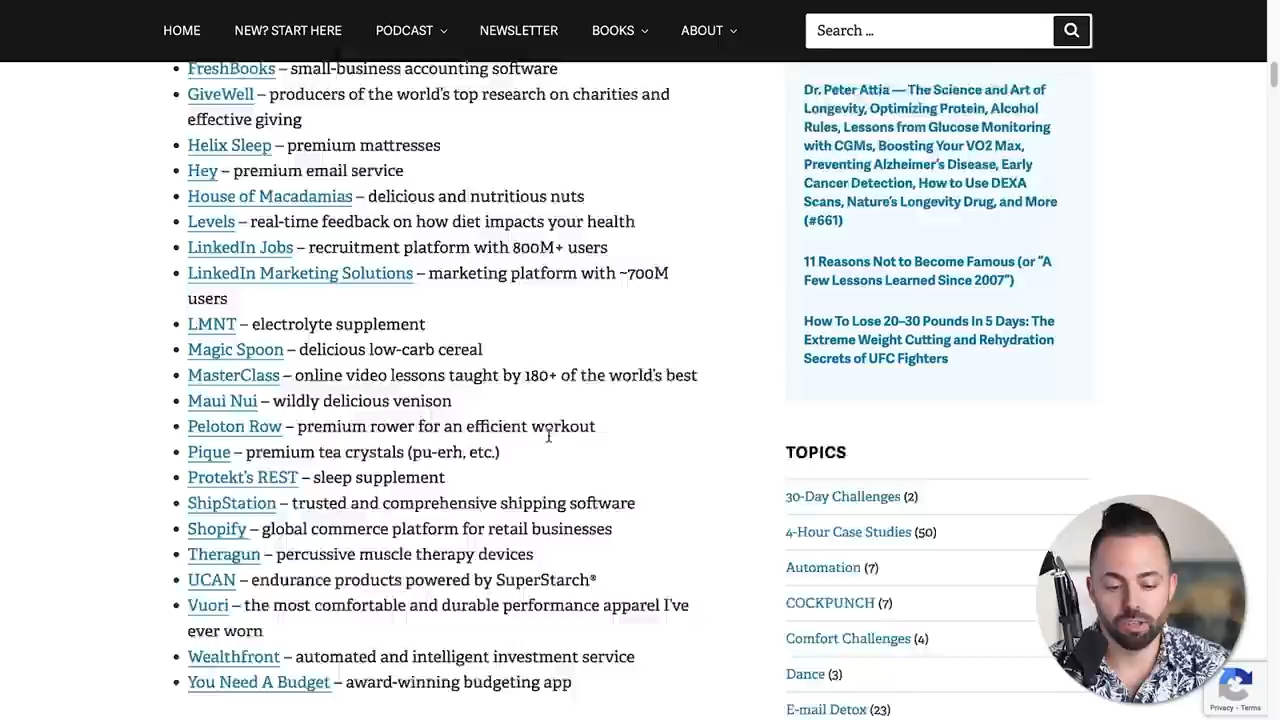 HOME NEW? START HERE PODCAST NEWSLETTER BOOKS ABOUT Search ...
FreshBooks – small-business accounting software
GiveWell – producers of the world's top research on charities and
effective giving
Helix Sleep – premium mattresses
Hey – premium email service
House of Macadamias – delicious and nutritious nuts
Levels – real-time feedback on how diet impacts your health
LinkedIn Jobs – recruitment platform with 800M+ users
LinkedIn Marketing Solutions – marketing platform with ~700M
users
LMNT – electrolyte supplement
Magic Spoon – delicious low-carb cereal
MasterClass – online video lessons taught by 180+ of the world's best
Maui Nui – wildly delicious venison
Peloton Row – premium rower for an efficient workout
Pique – premium tea crystals (pu-erh, etc.)
Protekt's REST – sleep supplement
ShipStation – trusted and comprehensive shipping software
Shopify – global commerce platform for retail businesses
Theragun – percussive muscle therapy devices
UCAN – endurance products powered by SuperStarch®
Vuori – the most comfortable and durable performance apparel I've
ever worn
Wealthfront – automated and intelligent investment service
You Need A Budget – award-winning budgeting app
Dr. Peter Attia — The Science and Art of
Longevity, Optimizing Protein, Alcohol
Rules, Lessons from Glucose Monitoring
with CGMs, Boosting Your VO2 Max,
Preventing Alzheimer's Disease, Early
Cancer Detection, How to Use DEXA
Scans, Nature's Longevity Drug, and More
(#661)
11 Reasons Not to Become Famous (or "A
Few Lessons Learned Since 2007")
How To Lose 20–30 Pounds In 5 Days: The
Extreme Weight Cutting and Rehydration
Secrets of UFC Fighters
TOPICS
30-Day Challenges (2)
4-Hour Case Studies (50)
Automation (7)
COCKPUNCH (7)
Comfort Challenges (4)
Dance (3)
E-mail Detox (23)
Privacy - Terms